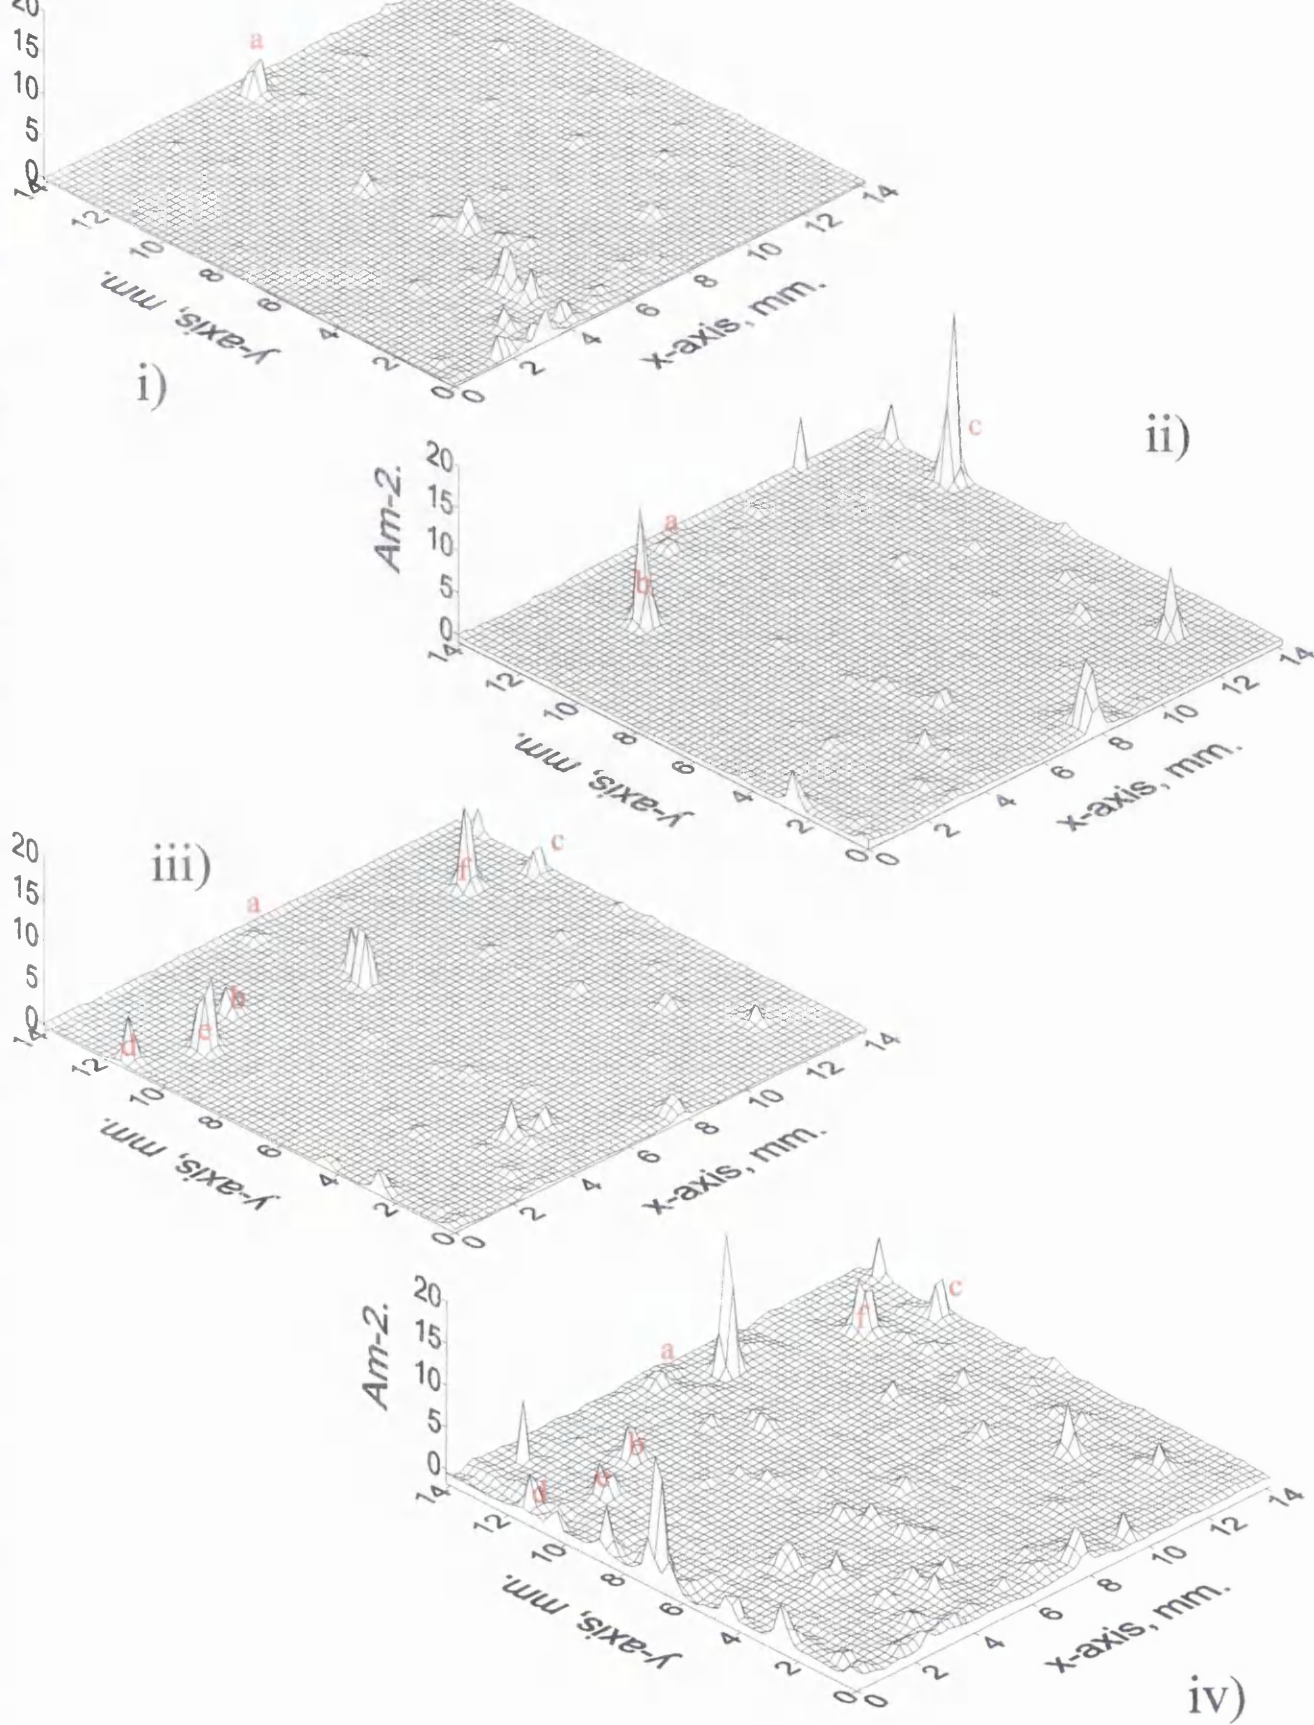 20
15
10
5
0
a
14 12 10 8 6 4 2 0
y-axis, mm.
0 2 4 6 8 10 12 14
x-axis, mm.
i)
ii)
Am-2.
20
15
10
5
0
a
b
c
14 12 10 8 6 4 2 0
y-axis, mm.
0 2 4 6 8 10 12 14
x-axis, mm.
iii)
20
15
10
5
0
a
b
c
d
e
f
14 12 10 8 6 4 2 0
y-axis, mm.
0 2 4 6 8 10 12 14
x-axis, mm.
Am-2.
20
15
10
5
0
a
b
c
d
e
f
14 12 10 8 6 4 2 0
y-axis, mm.
0 2 4 6 8 10 12 14
x-axis, mm.
iv)